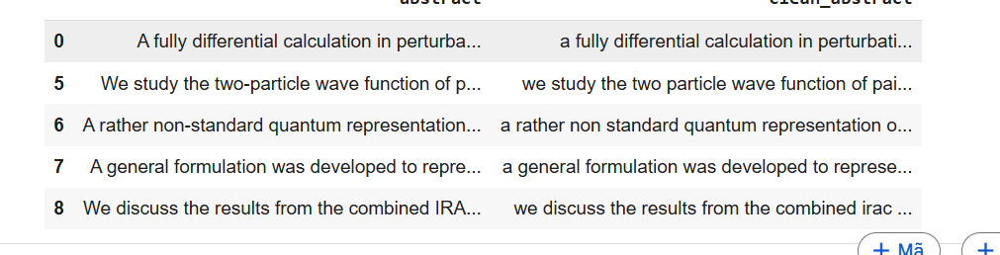 abstract clean_abstract
0 A fully differential calculation in perturba... a fully differential calculation in perturbati...
5 We study the two-particle wave function of p... we study the two particle wave function of pai...
6 A rather non-standard quantum representation... a rather non standard quantum representation o...
7 A general formulation was developed to repre... a general formulation was developed to represe...
8 We discuss the results from the combined IRA... we discuss the results from the combined irac ...
+ Mã +